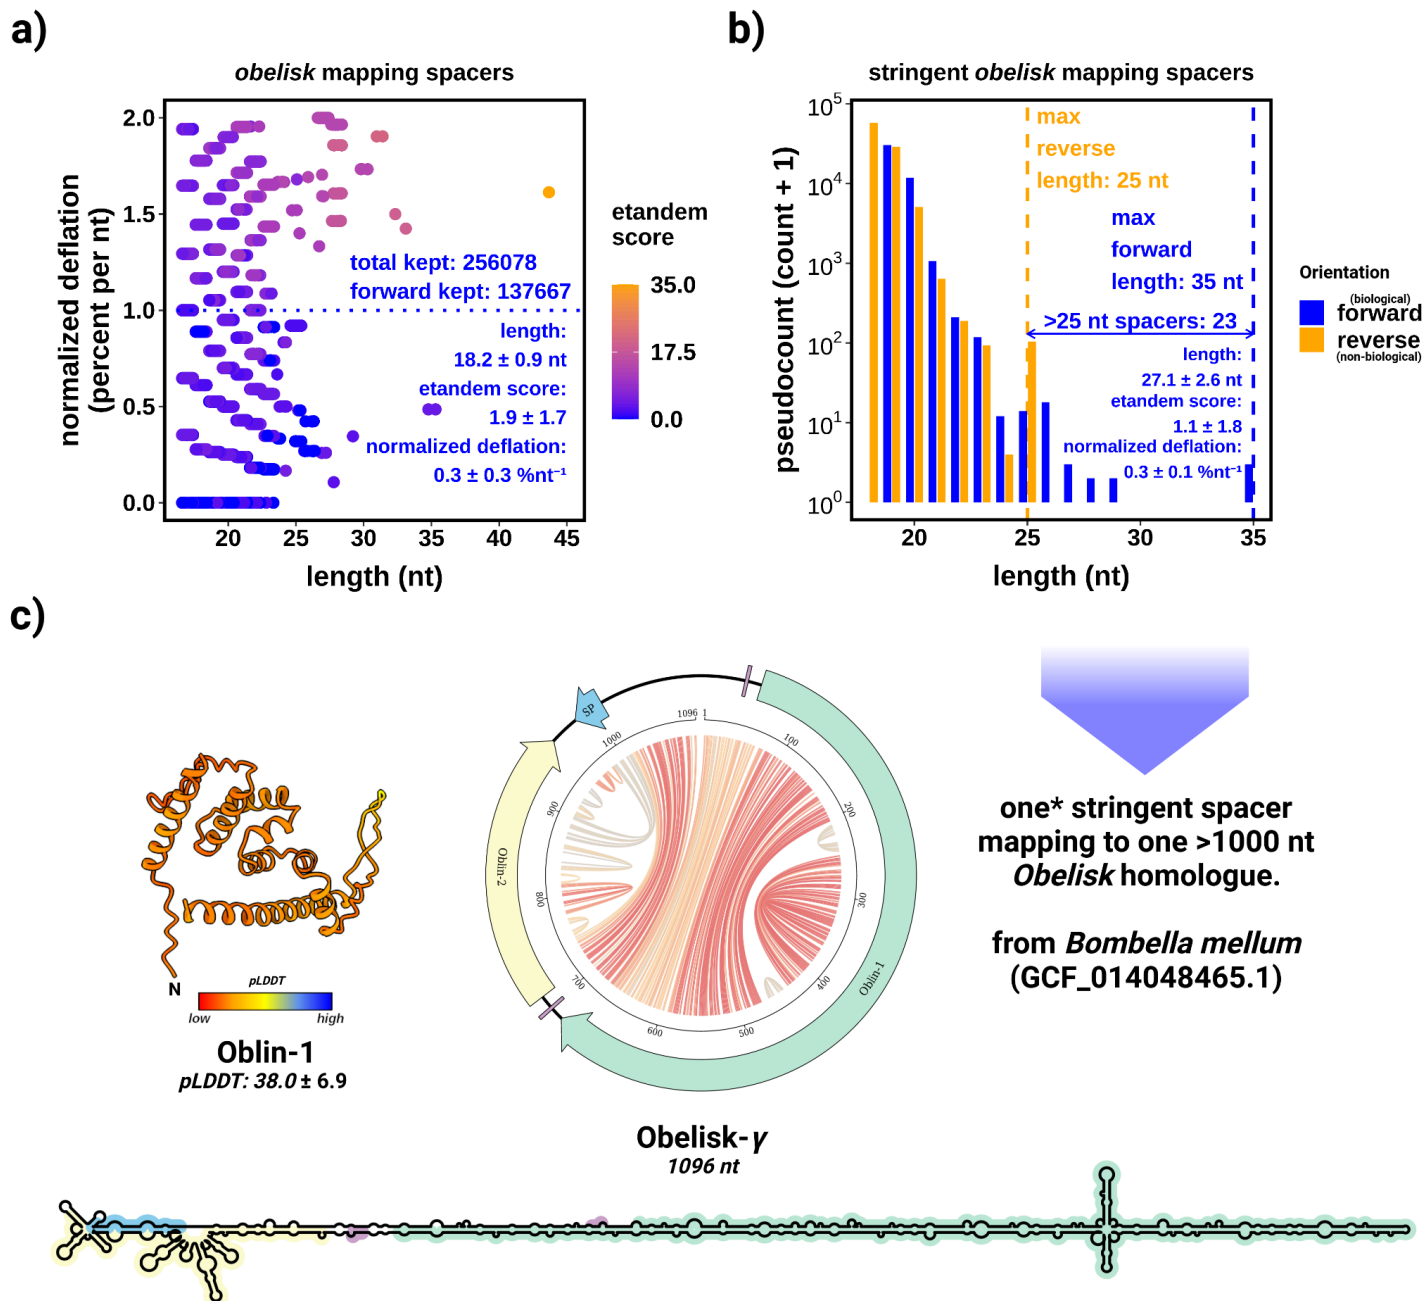 a)
obelisk mapping spacers
normalized deflation
(percent per nt)
2.0
1.5
1.0
0.5
0.0
total kept: 256078
forward kept: 137667
length:
18.2 ± 0.9 nt
etandem score:
1.9 ± 1.7
normalized deflation:
0.3 ± 0.3 %nt⁻¹
20 25 30 35 40 45
length (nt)
etandem
score
35.0
17.5
0.0
b)
stringent obelisk mapping spacers
pseudocount (count + 1)
10⁵
10⁴
10³
10²
10¹
10⁰
max
reverse
length: 25 nt
max
forward
length: 35 nt
>25 nt spacers: 23
length:
27.1 ± 2.6 nt
etandem score:
1.1 ± 1.8
normalized deflation:
0.3 ± 0.1 %nt⁻¹
20 25 30 35
length (nt)
Orientation
(biological)
forward
reverse
(non-biological)
c)
N
pLDDT
low high
Oblin-1
pLDDT: 38.0 ± 6.9
SP
Oblin-2
Oblin-1
1096 1
100
200
300
400
500
600
700
800
900
1000
Obelisk-γ
1096 nt
one* stringent spacer
mapping to one >1000 nt
Obelisk homologue.
from Bombella mellum
(GCF_014048465.1)